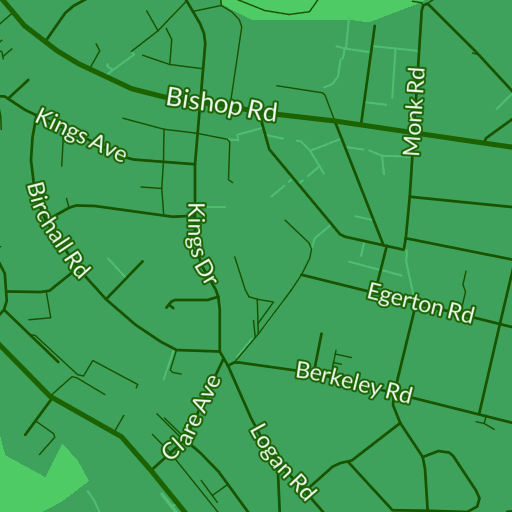 Monk Rd
Bishop Rd
Kings Ave
Birchall Rd
Kings Dr
Egerton Rd
Berkeley Rd
Clare Ave
Logan Rd